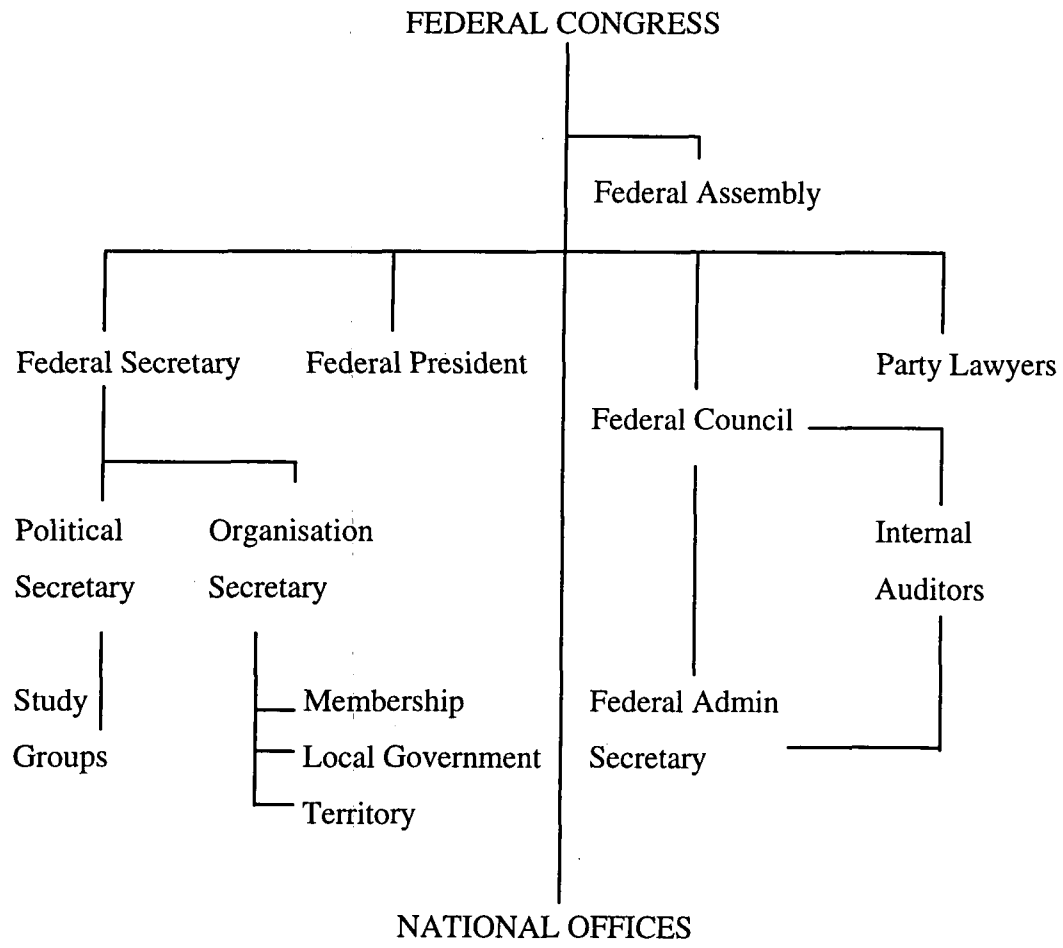 FEDERAL CONGRESS
Federal Assembly
Federal Secretary
Federal President
Party Lawyers
Federal Council
Political
Secretary
Organisation
Secretary
Internal
Auditors
Study
Groups
Membership
Local Government
Territory
Federal Admin
Secretary
NATIONAL OFFICES